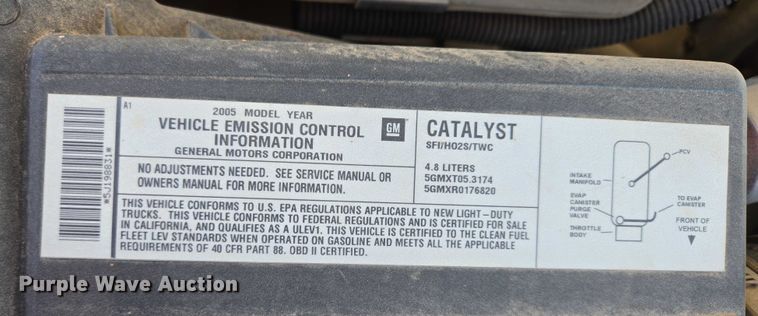 A1
2005 MODEL YEAR
VEHICLE EMISSION CONTROL
INFORMATION
GENERAL MOTORS CORPORATION
GM
NO ADJUSTMENTS NEEDED. SEE SERVICE MANUAL OR
OWNERS MANUAL FOR MORE INFORMATION.
CATALYST
SFI/HO2S/TWC
4.8 LITERS
5GMXT05.3174
5GMXR0176820
THIS VEHICLE CONFORMS TO U.S. EPA REGULATIONS APPLICABLE TO NEW LIGHT-DUTY
TRUCKS. THIS VEHICLE CONFORMS TO FEDERAL REGULATIONS AND IS CERTIFIED FOR SALE
IN CALIFORNIA, AND QUALIFIES AS A ULEV1. THIS VEHICLE IS CERTIFIED TO THE CLEAN FUEL
FLEET LEV STANDARDS WHEN OPERATED ON GASOLINE AND MEETS ALL THE APPLICABLE
REQUIREMENTS OF 40 CFR PART 88. OBD II CERTIFIED.
*5J198831*
PCV
INTAKE
MANIFOLD
EVAP
CANISTER
PURGE
VALVE
THROTTLE
BODY
TO EVAP
CANISTER
FRONT OF
VEHICLE
Purple Wave Auction